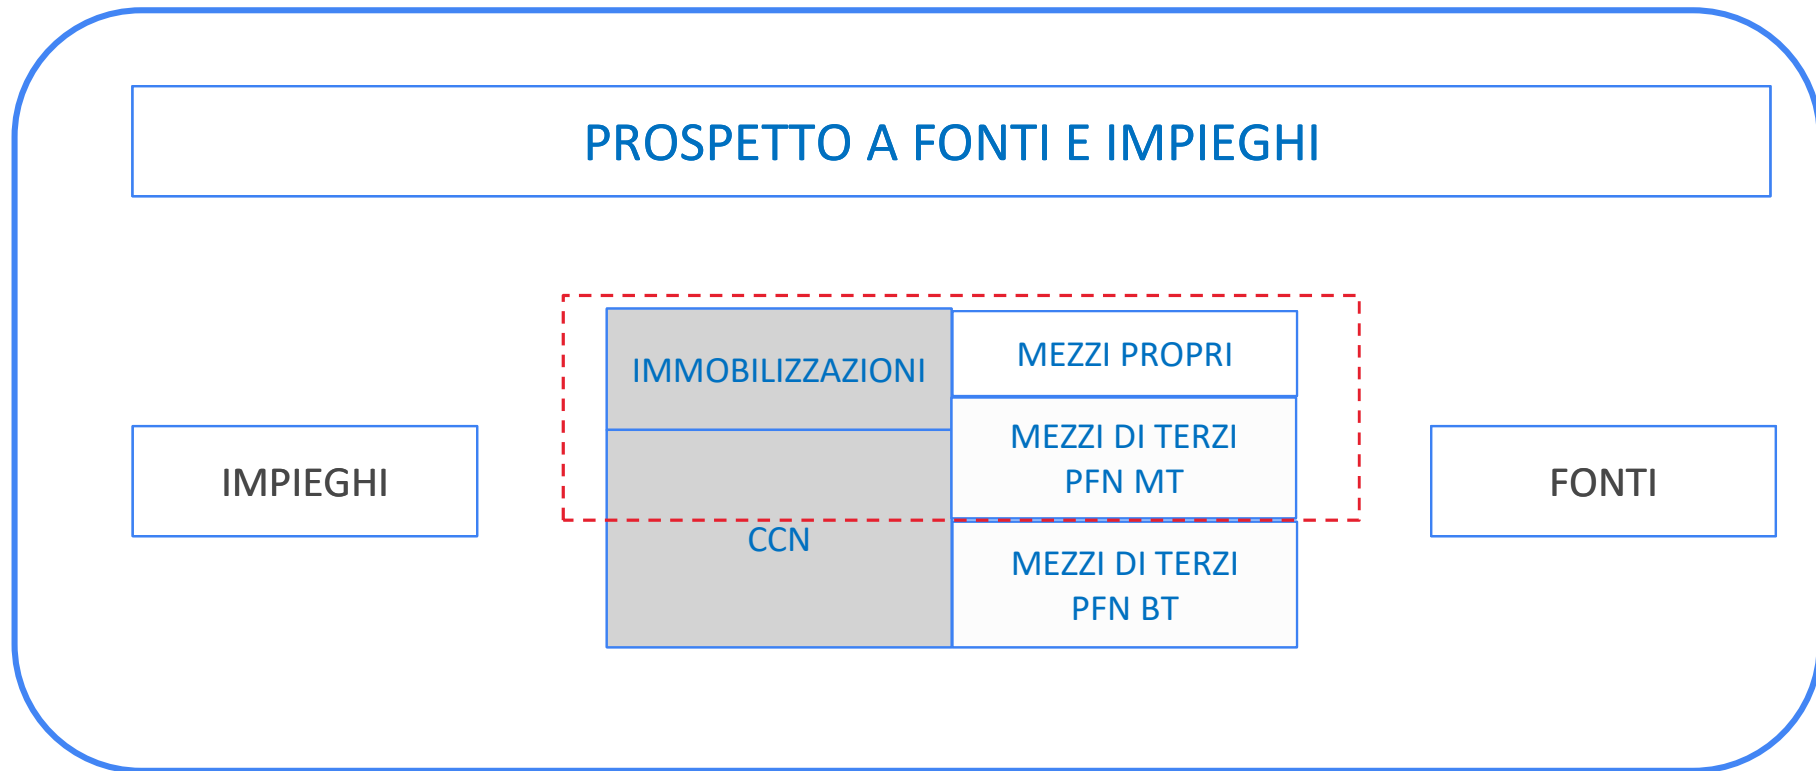 PROSPETTO A FONTI E IMPIEGHI
IMPIEGHI
IMMOBILIZZAZIONI
CCN
MEZZI PROPRI
MEZZI DI TERZI
PFN MT
MEZZI DI TERZI
PFN BT
FONTI